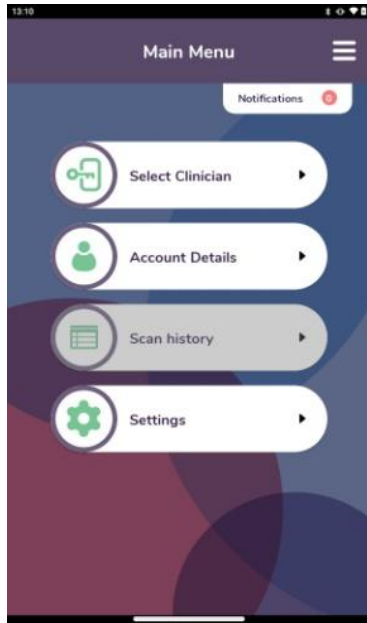 13:10
Main Menu
Notifications 0
Select Clinician
Account Details
Scan history
Settings